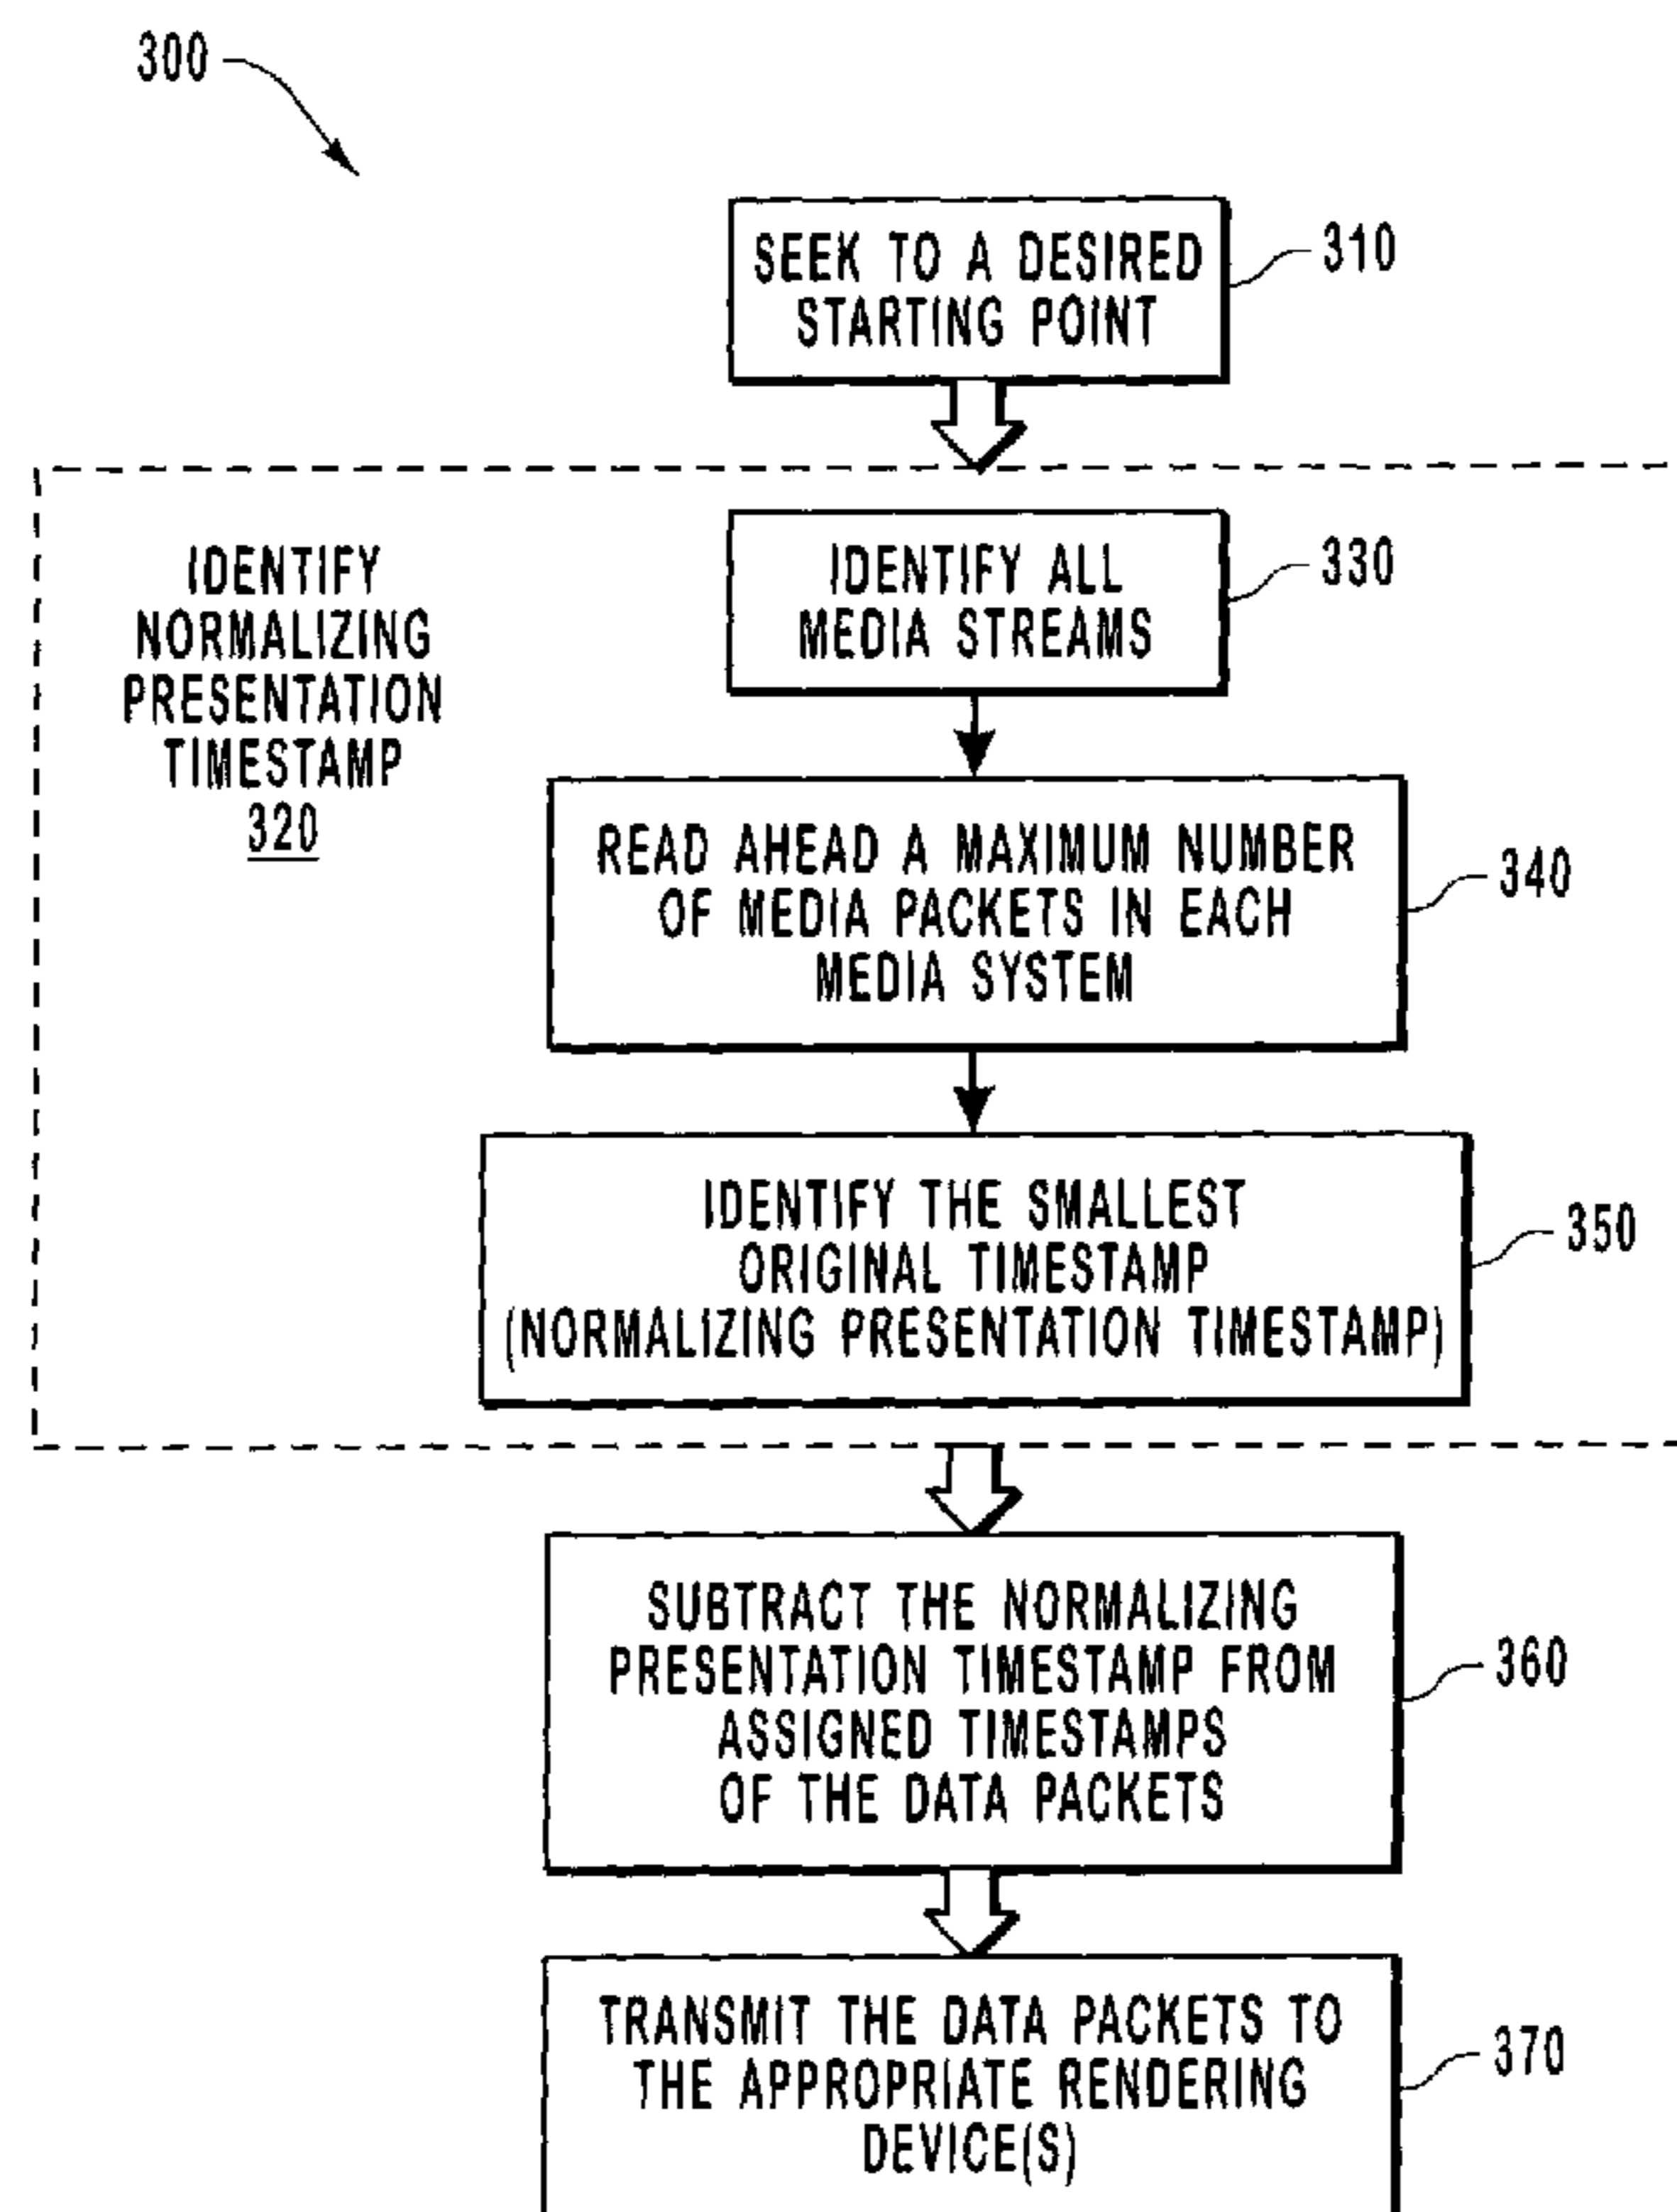 300
SEEK TO A DESIRED
STARTING POINT
310
IDENTIFY
NORMALIZING
PRESENTATION
TIMESTAMP
320
IDENTIFY ALL
MEDIA STREAMS
330
READ AHEAD A MAXIMUM NUMBER
OF MEDIA PACKETS IN EACH
MEDIA SYSTEM
340
IDENTIFY THE SMALLEST
ORIGINAL TIMESTAMP
(NORMALIZING PRESENTATION TIMESTAMP)
350
SUBTRACT THE NORMALIZING
PRESENTATION TIMESTAMP FROM
ASSIGNED TIMESTAMPS
OF THE DATA PACKETS
360
TRANSMIT THE DATA PACKETS TO
THE APPROPRIATE RENDERING
DEVICE(S)
370